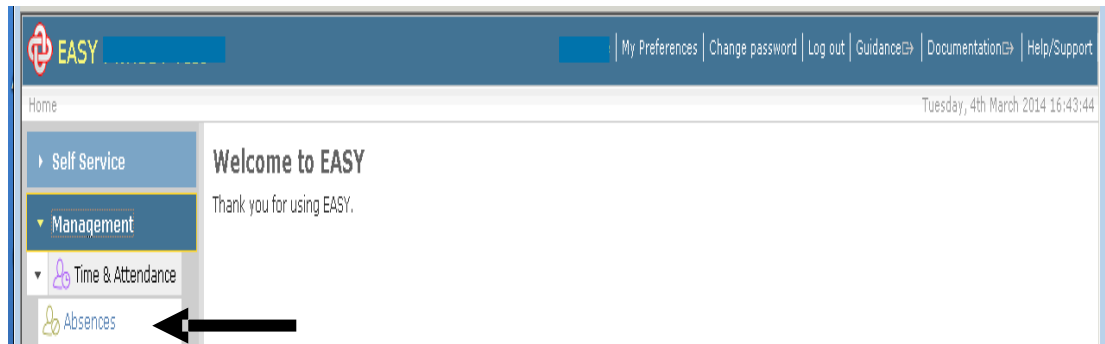 EASY
My Preferences | Change password | Log out | Guidance | Documentation | Help/Support
Home
Tuesday, 4th March 2014 16:43:44
Self Service
Welcome to EASY
Thank you for using EASY.
Management
Time & Attendance
Absences